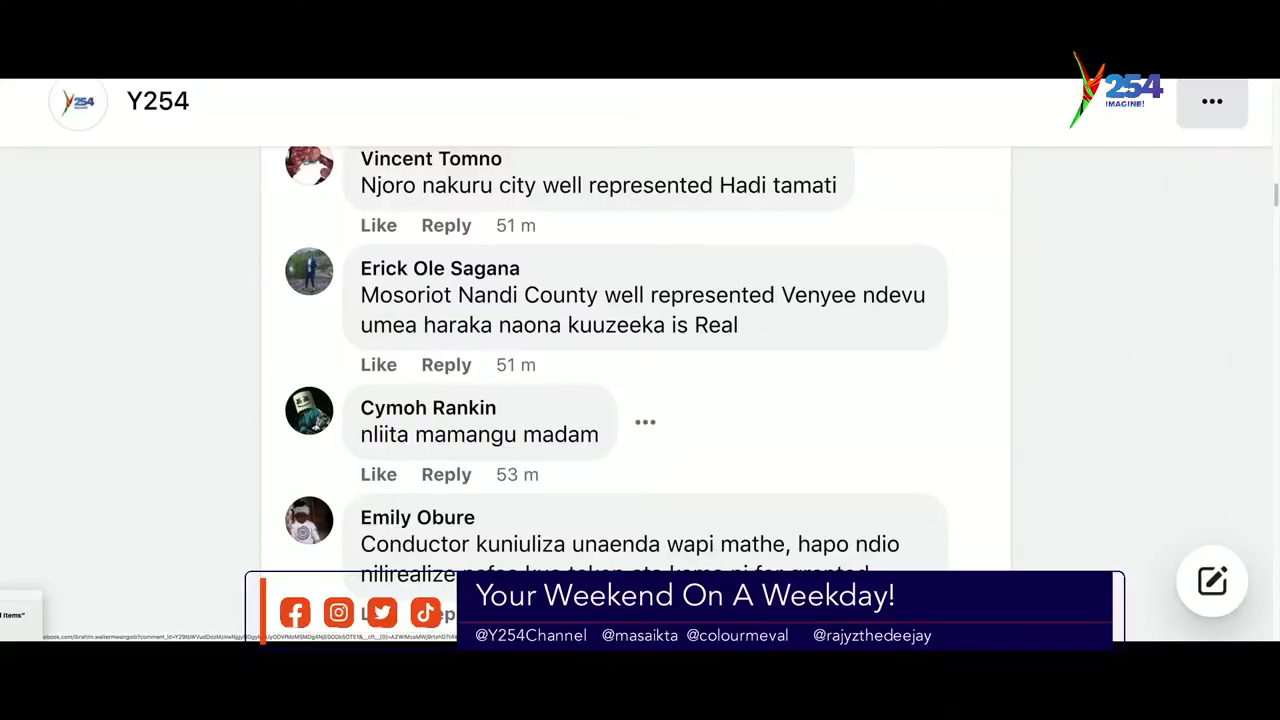 Y254
254
IMAGINE!
Vincent Tomno
Njoro nakuru city well represented Hadi tamati
Like Reply 51 m
Erick Ole Sagana
Mosoriot Nandi County well represented Venyee ndevu
umea haraka naona kuuzeeka is Real
Like Reply 51 m
Cymoh Rankin
nliita mamangu madam
Like Reply 53 m
Emily Obure
Conductor kuniuliza unaenda wapi mathe, hapo ndio
nilirealize
Your Weekend On A Weekday!
@Y254Channel @masaikta @colourmeval @rajyzthedeejay